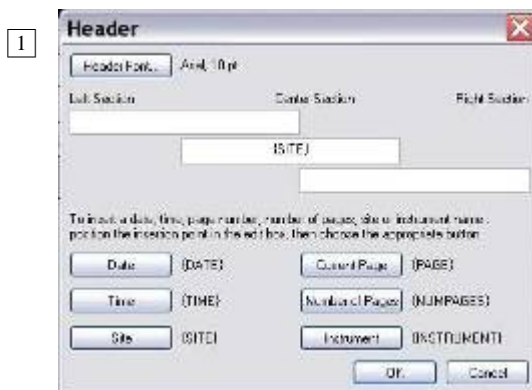 1
Header
Header Font... Arial, 10 pt
Left Section Center Section Right Section
{SITE}
To insert a date, time, page number, number of pages, site or instrument name:
position the insertion point in the edit box, then choose the appropriate button.
Date {DATE} Current Page {PAGE}
Time {TIME} Number of Pages {NUMPAGES}
Site {SITE} Instrument {INSTRUMENT}
OK Cancel